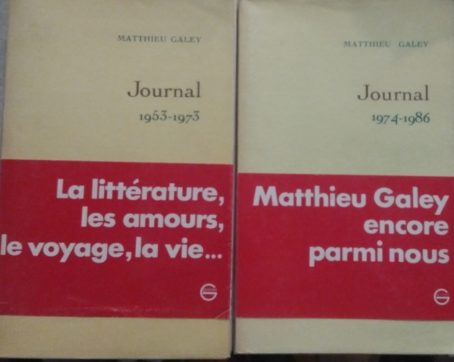 MATTHIEU GALEY
Journal
1953-1973
La littérature,
les amours,
le voyage, la vie...
MATTHIEU GALEY
Journal
1974-1986
Matthieu Galey
encore
parmi nous